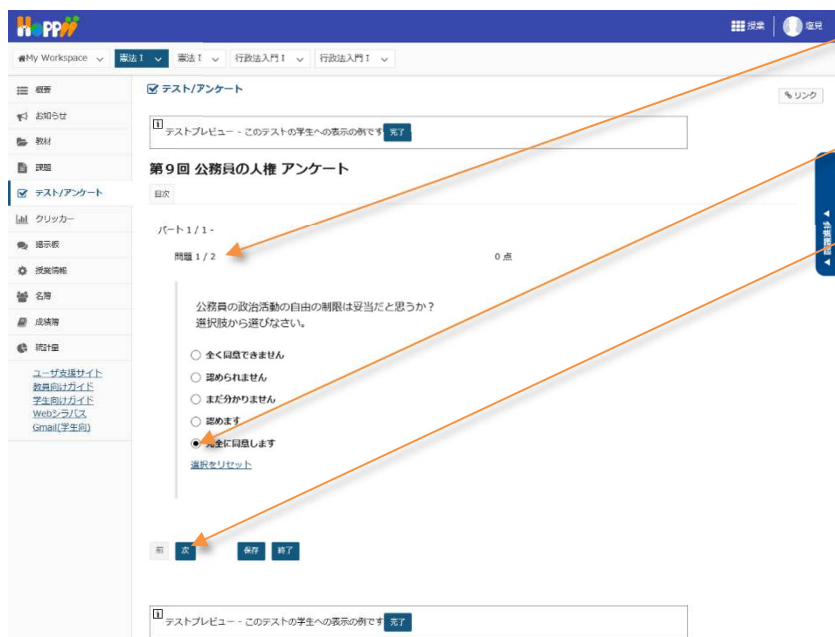 Hoppii
授業
塩見
My Workspace
憲法 I
憲法 I
行政法入門 I
行政法入門 I
概要
お知らせ
教材
課題
テスト/アンケート
クリッカー
掲示板
授業情報
名簿
成績簿
統計量
ユーザ支援サイト
教員向けガイド
学生向けガイド
Webシラバス
Gmail(学生向)
テスト/アンケート
リンク
テストプレビュー - このテストの学生への表示の例です 完了
第9回 公務員の人権 アンケート
目次
パート 1 / 1 -
問題 1 / 2
0 点
公務員の政治活動の自由の制限は妥当だと思うか？
選択肢から選びなさい。
全く同意できません
認められません
まだ分かりません
認めます
完全に同意します
選択をリセット
前 次 保存 終了
テストプレビュー - このテストの学生への表示の例です 完了